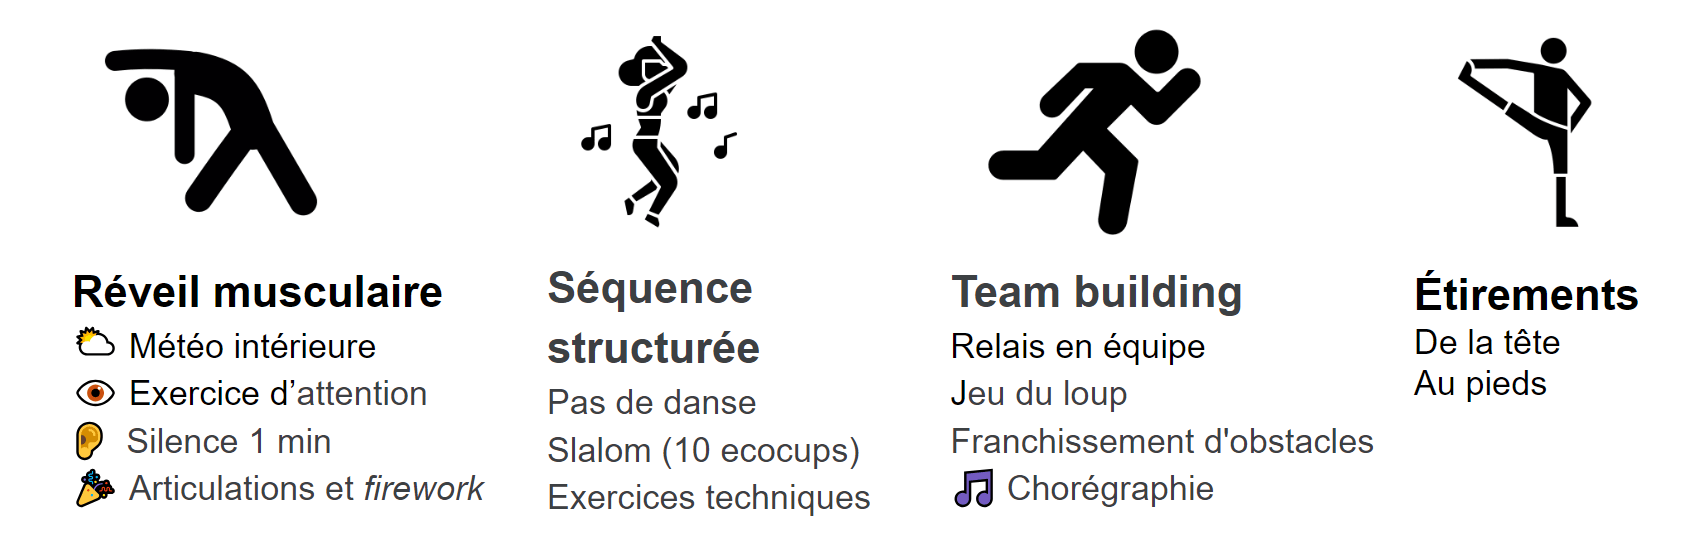 Réveil musculaire
Météo intérieure
Exercice d’attention
Silence 1 min
Articulations et firework
Séquence
structurée
Pas de danse
Slalom (10 ecocups)
Exercices techniques
Team building
Relais en équipe
Jeu du loup
Franchissement d'obstacles
Chorégraphie
Étirements
De la tête
Au pieds